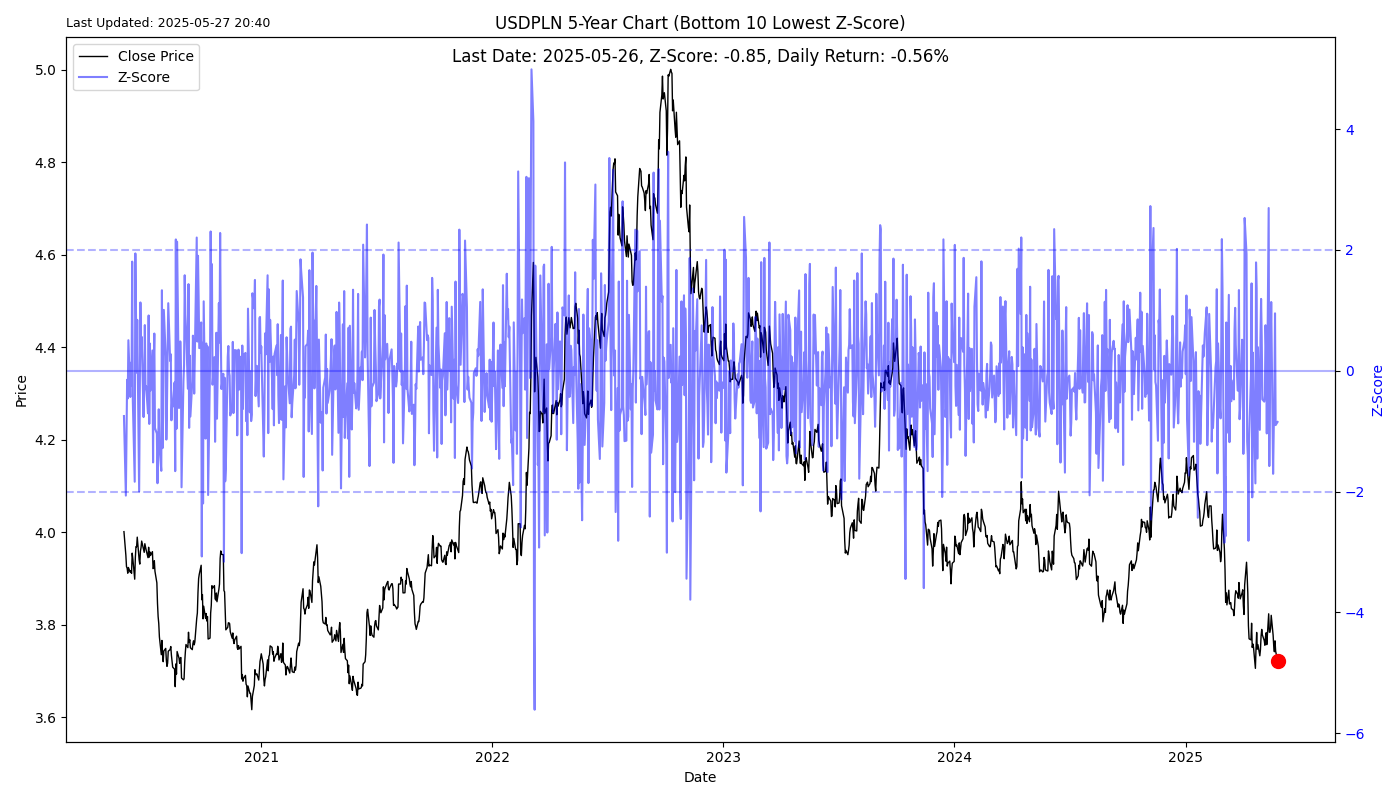 Last Updated: 2025-05-27 20:40
USDPLN 5-Year Chart (Bottom 10 Lowest Z-Score)
Last Date: 2025-05-26, Z-Score: -0.85, Daily Return: -0.56%
Close Price
Z-Score
5.0
4.8
4.6
4.4
4.2
4.0
3.8
3.6
Price
4
2
0
−2
−4
−6
Z-Score
2021
2022
2023
2024
2025
Date